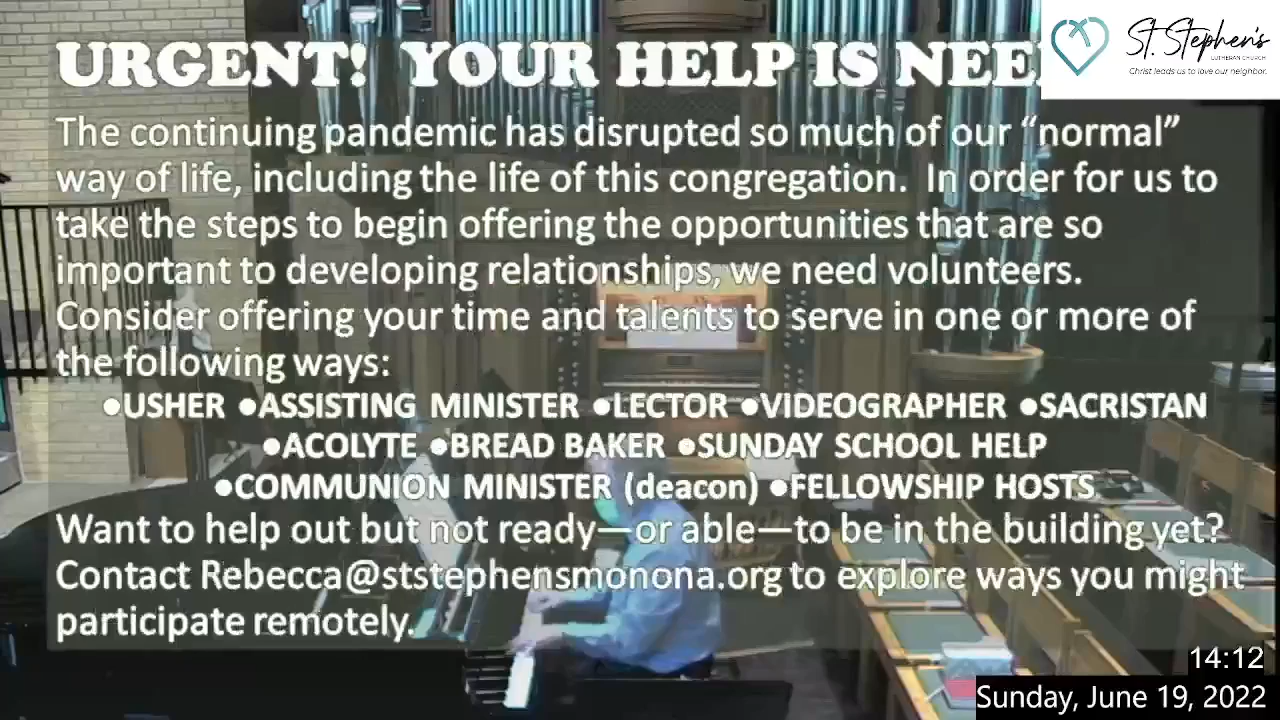 URGENT! YOUR HELP IS NEE
St. Stephen's
LUTHERAN CHURCH
Christ leads us to love our neighbor.
The continuing pandemic has disrupted so much of our “normal”
way of life, including the life of this congregation. In order for us to
take the steps to begin offering the opportunities that are so
important to developing relationships, we need volunteers.
Consider offering your time and talents to serve in one or more of
the following ways:
●USHER ●ASSISTING MINISTER ●LECTOR ●VIDEOGRAPHER ●SACRISTAN
●ACOLYTE ●BREAD BAKER ●SUNDAY SCHOOL HELP
●COMMUNION MINISTER (deacon) ●FELLOWSHIP HOSTS
Want to help out but not ready—or able—to be in the building yet?
Contact Rebecca@ststephensmonona.org to explore ways you might
participate remotely.
14:12
Sunday, June 19, 2022